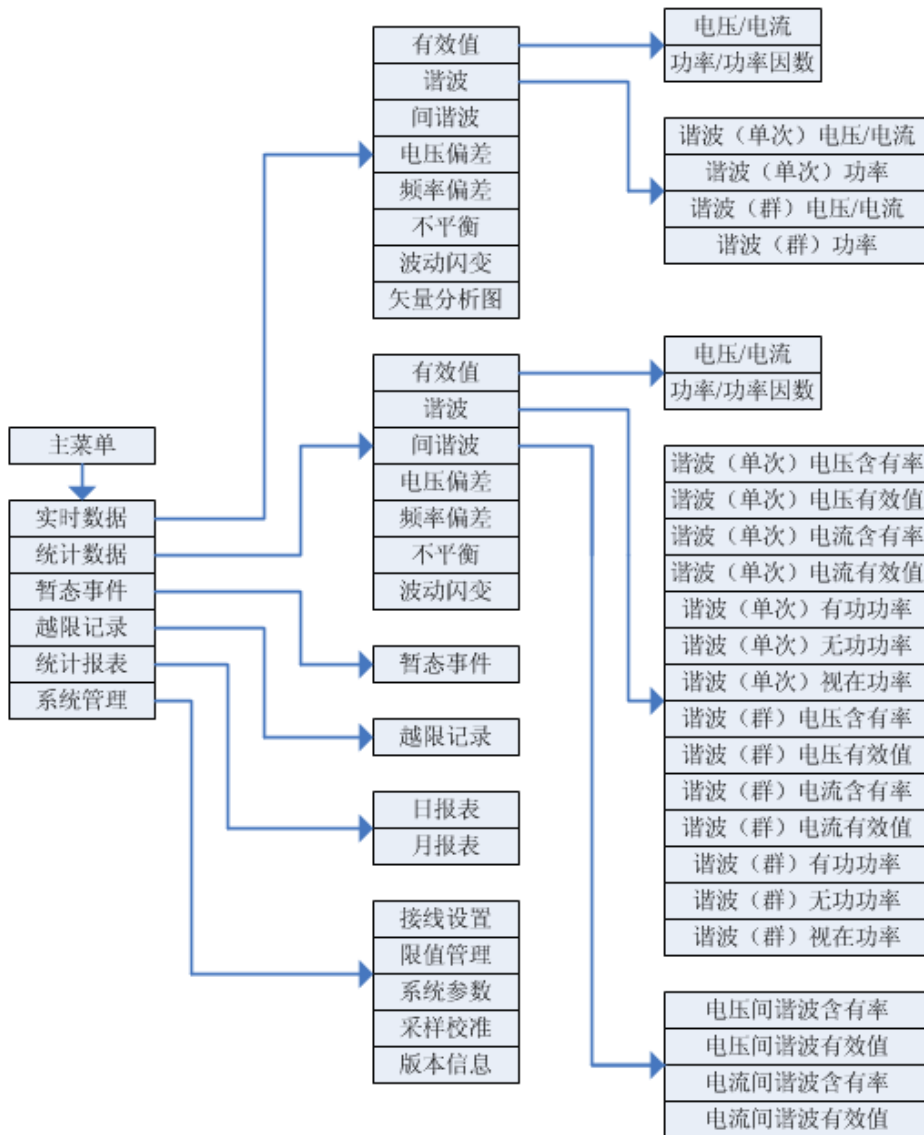 主菜单
实时数据
统计数据
暂态事件
越限记录
统计报表
系统管理
有效值
谐波
间谐波
电压偏差
频率偏差
不平衡
波动闪变
矢量分析图
有效值
谐波
间谐波
电压偏差
频率偏差
不平衡
波动闪变
暂态事件
越限记录
日报表
月报表
接线设置
限值管理
系统参数
采样校准
版本信息
电压/电流
功率/功率因数
谐波（单次）电压/电流
谐波（单次）功率
谐波（群）电压/电流
谐波（群）功率
电压/电流
功率/功率因数
谐波（单次）电压含有率
谐波（单次）电压有效值
谐波（单次）电流含有率
谐波（单次）电流有效值
谐波（单次）有功功率
谐波（单次）无功功率
谐波（单次）视在功率
谐波（群）电压含有率
谐波（群）电压有效值
谐波（群）电流含有率
谐波（群）电流有效值
谐波（群）有功功率
谐波（群）无功功率
谐波（群）视在功率
电压间谐波含有率
电压间谐波有效值
电流间谐波含有率
电流间谐波有效值